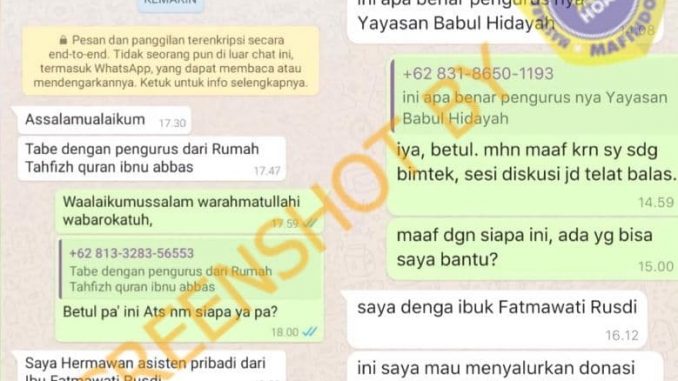 KEMARIN
Pesan dan panggilan terenkripsi secara
end-to-end. Tidak seorang pun di luar chat ini,
termasuk WhatsApp, yang dapat membaca atau
mendengarkannya. Ketuk untuk info selengkapnya.
Assalamualaikum
17.30
Tabe dengan pengurus dari Rumah
Tahfizh quran ibnu abbas
17.47
Waalaikumussalam warahmatullahi
wabarokatuh,
17.59
+62 813-3283-56553
Tabe dengan pengurus dari Rumah
Tahfizh quran ibnu abbas
Betul pa' ini Ats nm siapa ya pa?
18.00
Saya Hermawan asisten pribadi dari
Ibu Fatmawati Rusdi
ini apa benar pengurus nya
Yayasan Babul Hidayah
+62 831-8650-1193
ini apa benar pengurus nya Yayasan
Babul Hidayah
iya, betul. mhn maaf krn sy sdg
bimtek, sesi diskusi jd telat balas.
14.59
maaf dgn siapa ini, ada yg bisa
saya bantu?
15.00
saya denga ibuk Fatmawati Rusdi
16.12
ini saya mau menyalurkan donasi
SCREENSHOT BY
HOAX
MAFINDO